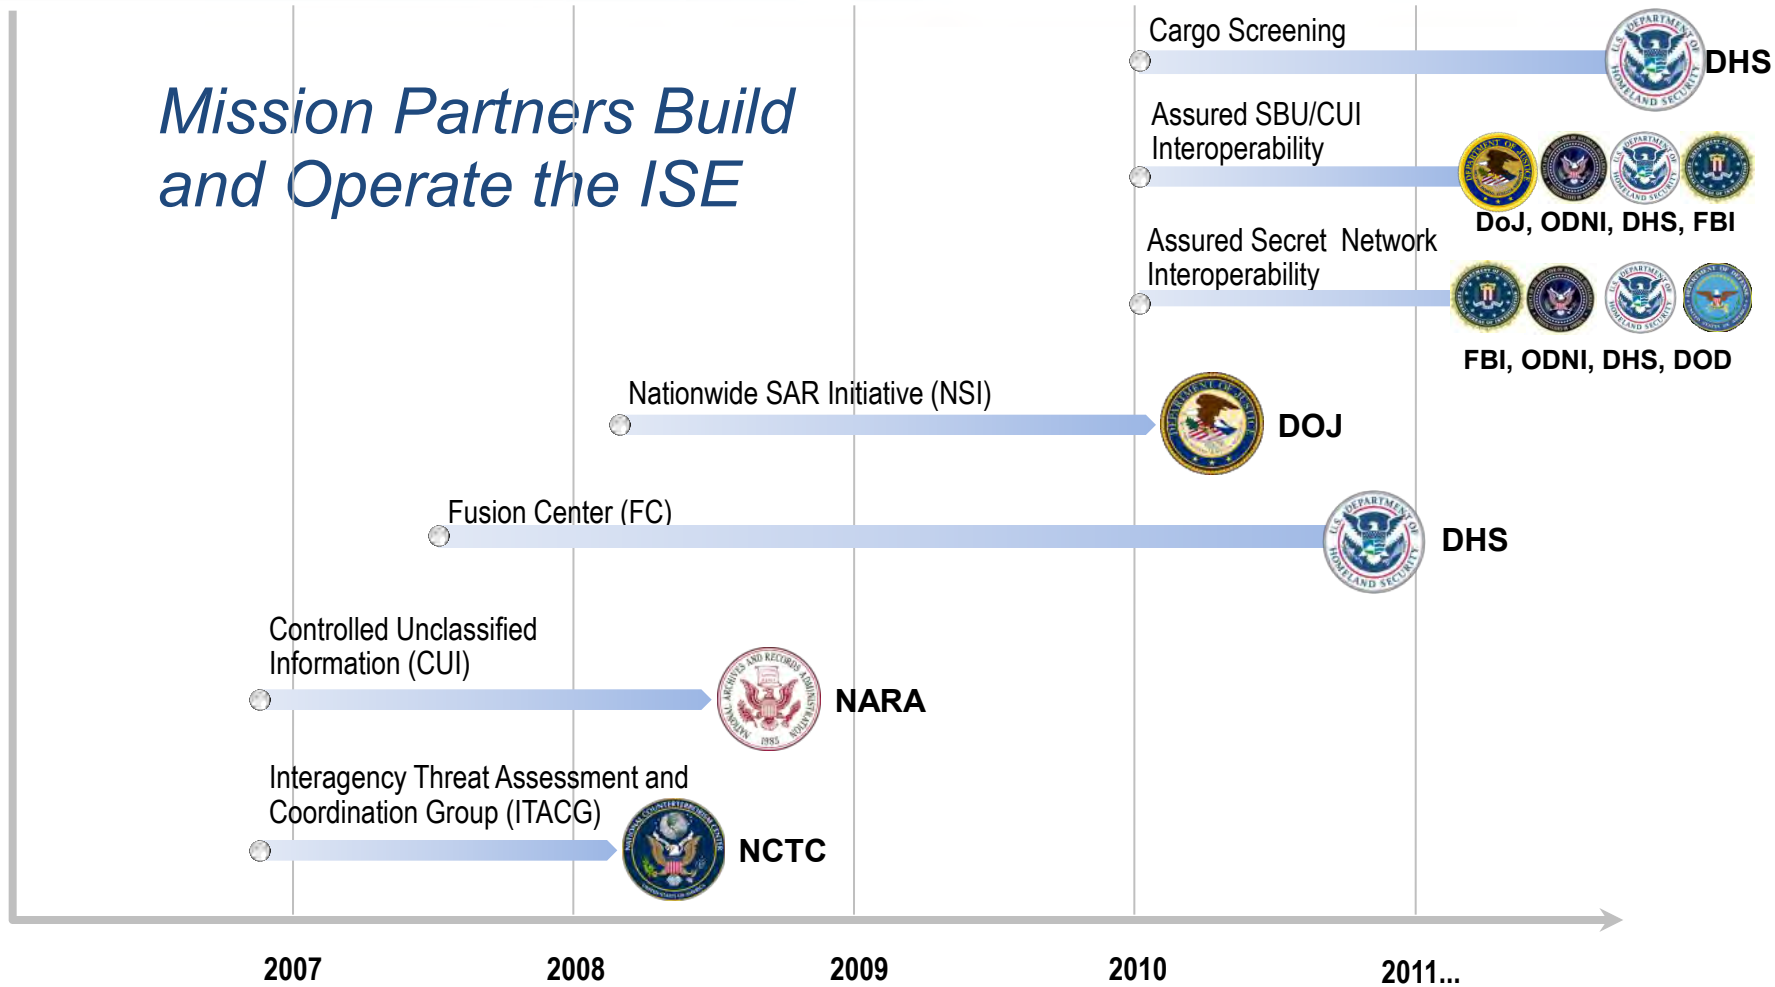 Mission Partners Build
and Operate the ISE
Cargo Screening
DHS
Assured SBU/CUI
Interoperability
DoJ, ODNI, DHS, FBI
Assured Secret Network
Interoperability
FBI, ODNI, DHS, DOD
Nationwide SAR Initiative (NSI)
DOJ
Fusion Center (FC)
DHS
Controlled Unclassified
Information (CUI)
NARA
Interagency Threat Assessment and
Coordination Group (ITACG)
NCTC
2007
2008
2009
2010
2011...